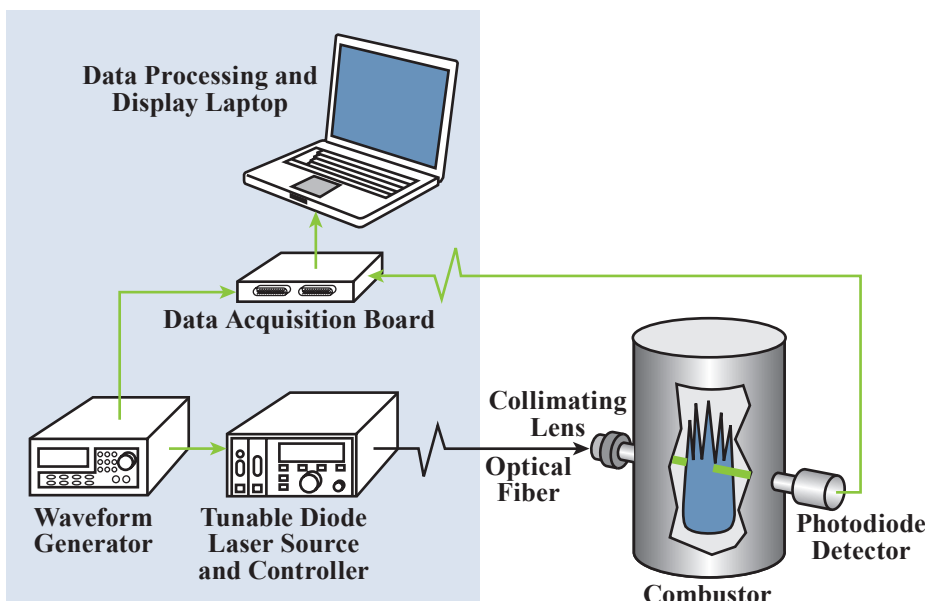 Data Processing and
Display Laptop
Data Acquisition Board
Collimating
Lens
Optical
Fiber
Waveform
Generator
Tunable Diode
Laser Source
and Controller
Photodiode
Detector
Combustor